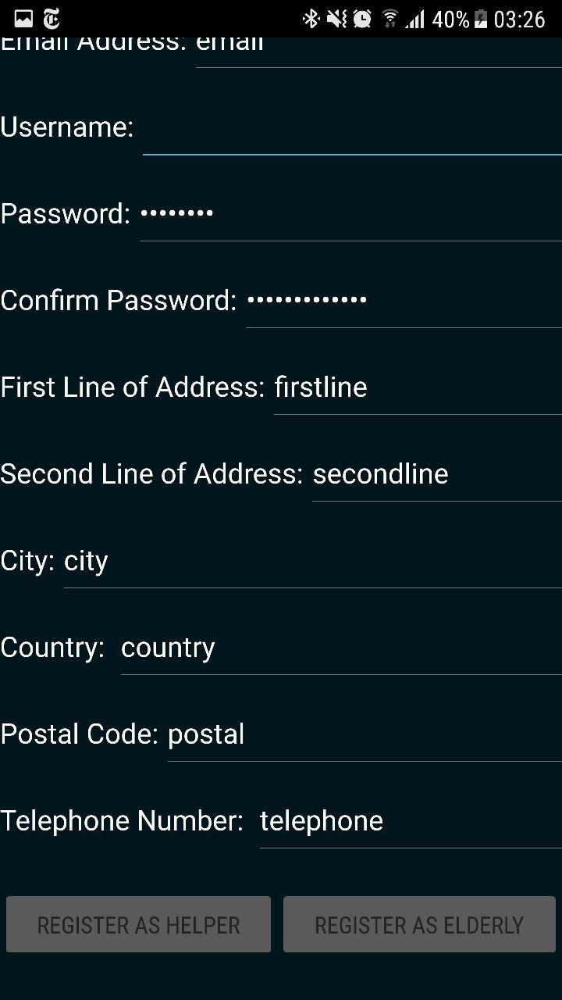 40% 03:26
Email Address: email
Username:
Password: ••••••••
Confirm Password: •••••••••••••
First Line of Address: firstline
Second Line of Address: secondline
City: city
Country: country
Postal Code: postal
Telephone Number: telephone
REGISTER AS HELPER REGISTER AS ELDERLY